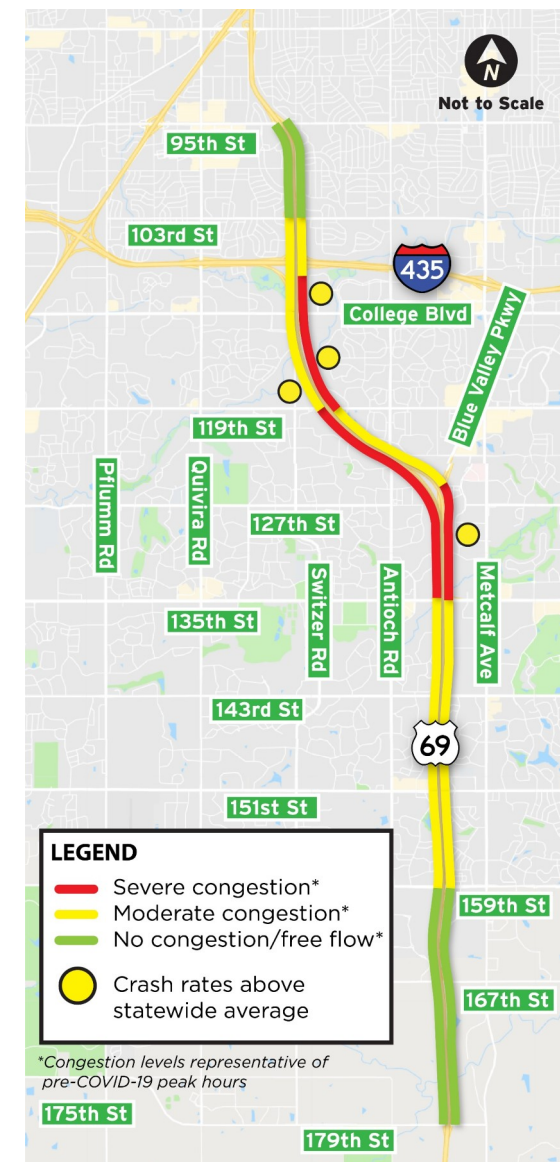 N
Not to Scale
95th St
103rd St
435
College Blvd
Blue Valley Pkwy
119th St
Pflumm Rd
Quivira Rd
127th St
Switzer Rd
Antioch Rd
Metcalf Ave
135th St
143rd St
69
151st St
LEGEND
Severe congestion*
Moderate congestion*
No congestion/free flow*
Crash rates above
statewide average
159th St
167th St
*Congestion levels representative of
pre-COVID-19 peak hours
175th St
179th St